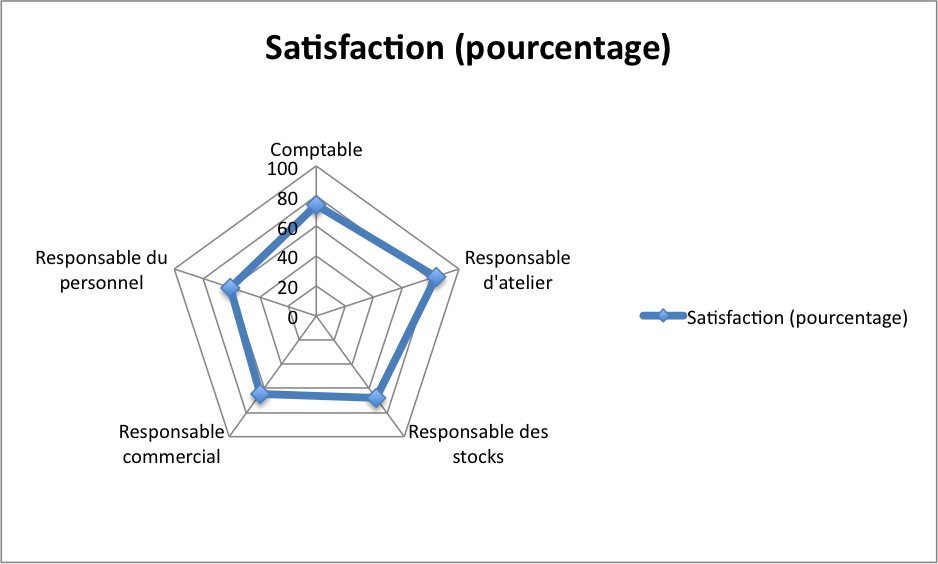 Satisfaction (pourcentage)
Comptable
100
80
60
40
20
0
Responsable du
personnel
Responsable
d'atelier
Satisfaction (pourcentage)
Responsable
commercial
Responsable des
stocks